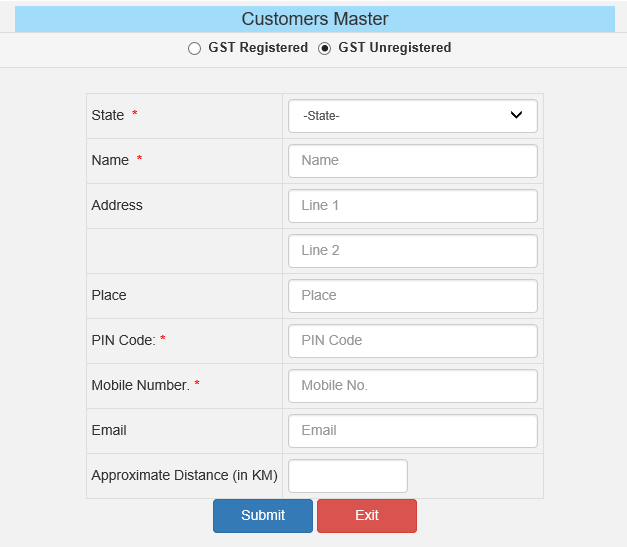 Customers Master
GST Registered GST Unregistered
State * -State-
Name * Name
Address Line 1
Line 2
Place Place
PIN Code: * PIN Code
Mobile Number. * Mobile No.
Email Email
Approximate Distance (in KM)
Submit Exit